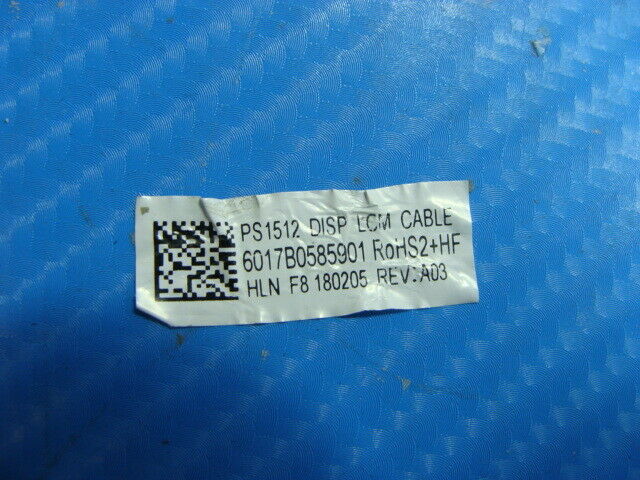 PS1512 DISP LCM CABLE
6017B0585901 RoHS2+HF
HLN F8 180205 REV:A03